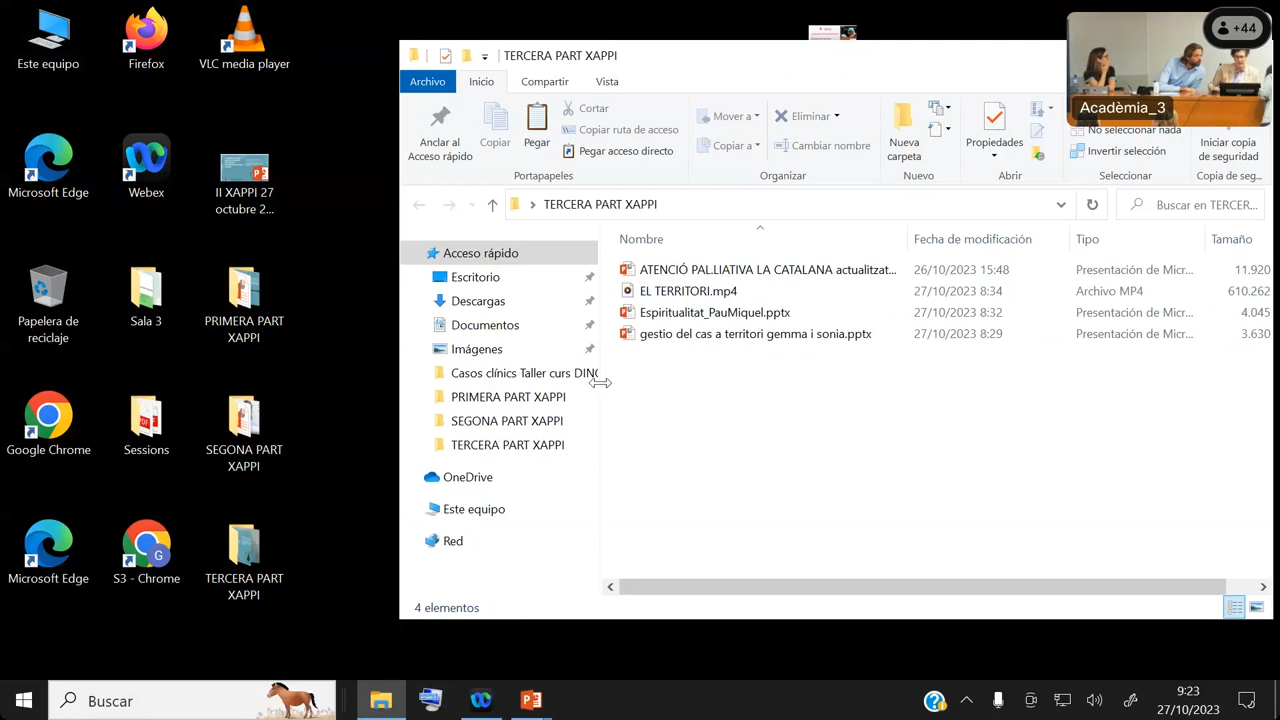 Este equipo
Firefox
VLC media player
Microsoft Edge
Webex
II XAPPI 27
octubre 2...
Papelera de
reciclaje
Sala 3
PRIMERA PART
XAPPI
Google Chrome
Sessions
SEGONA PART
XAPPI
Microsoft Edge
S3 - Chrome
TERCERA PART
XAPPI
TERCERA PART XAPPI
Archivo
Inicio
Compartir
Vista
Anclar al
Acceso rápido
Copiar
Pegar
Cortar
Copiar ruta de acceso
Pegar acceso directo
Portapapeles
Mover a
Copiar a
Eliminar
Cambiar nombre
Organizar
Nueva
carpeta
Nuevo
Propiedades
Abrir
No seleccionar nada
Invertir selección
Seleccionar
Iniciar copia
de seguridad
Copia de seg...
+44
Acadèmia_3
TERCERA PART XAPPI
Buscar en TERCER...
Acceso rápido
Escritorio
Descargas
Documentos
Imágenes
Casos clínics Taller curs DINC
PRIMERA PART XAPPI
SEGONA PART XAPPI
TERCERA PART XAPPI
OneDrive
Este equipo
Red
Nombre Fecha de modificación Tipo Tamaño
ATENCIÓ PAL.LIATIVA LA CATALANA actualitzat... 26/10/2023 15:48 Presentación de Micr... 11.920
EL TERRITORI.mp4 27/10/2023 8:34 Archivo MP4 610.262
Espiritualitat_PauMiquel.pptx 27/10/2023 8:32 Presentación de Micr... 4.045
gestio del cas a territori gemma i sonia.pptx 27/10/2023 8:29 Presentación de Micr... 3.630
4 elementos
Buscar
9:23
27/10/2023